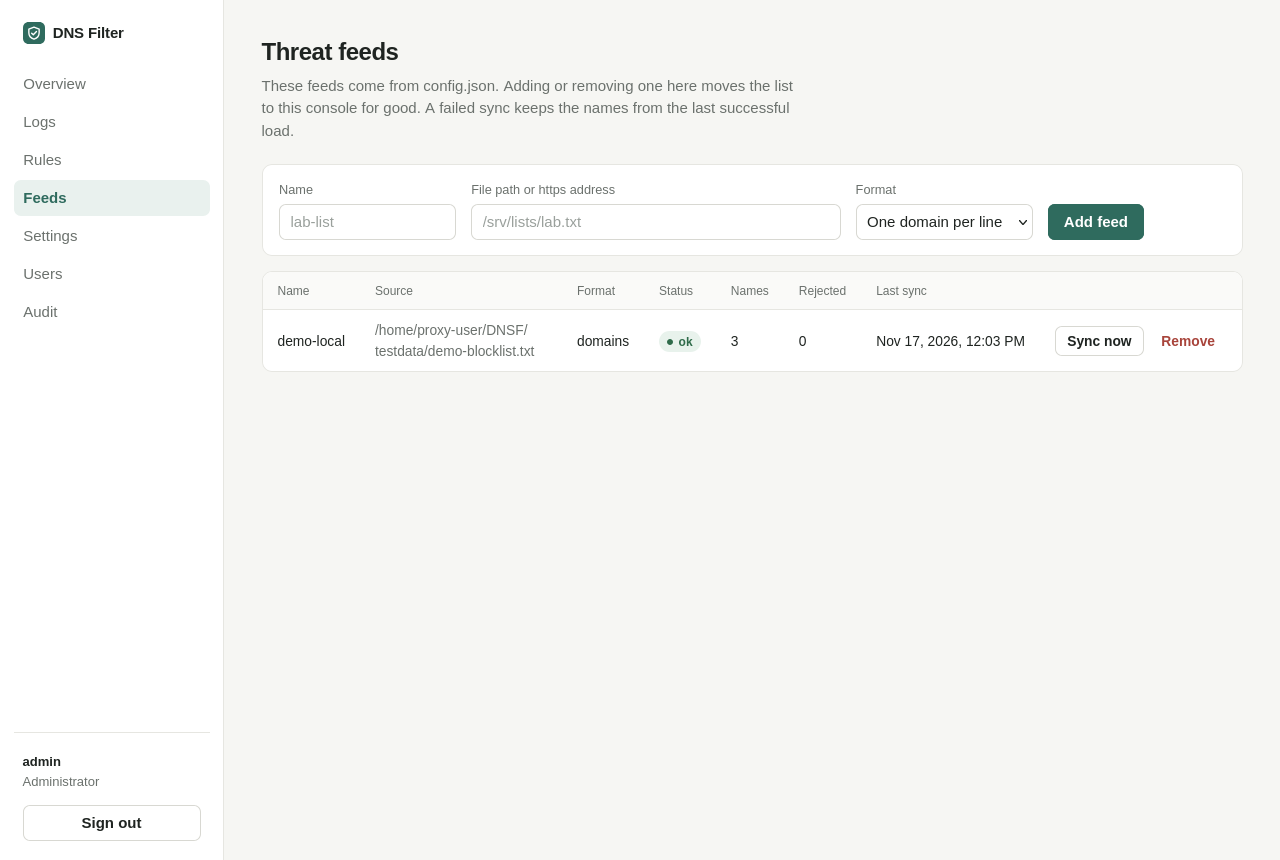 DNS Filter
Overview
Logs
Rules
Feeds
Settings
Users
Audit
admin
Administrator
Sign out
Threat feeds
These feeds come from config.json. Adding or removing one here moves the list
to this console for good. A failed sync keeps the names from the last successful
load.
Name File path or https address Format
lab-list /srv/lists/lab.txt One domain per line Add feed
Name Source Format Status Names Rejected Last sync
demo-local /home/proxy-user/DNSF/ domains ok 3 0 Nov 17, 2026, 12:03 PM Sync now Remove
testdata/demo-blocklist.txt